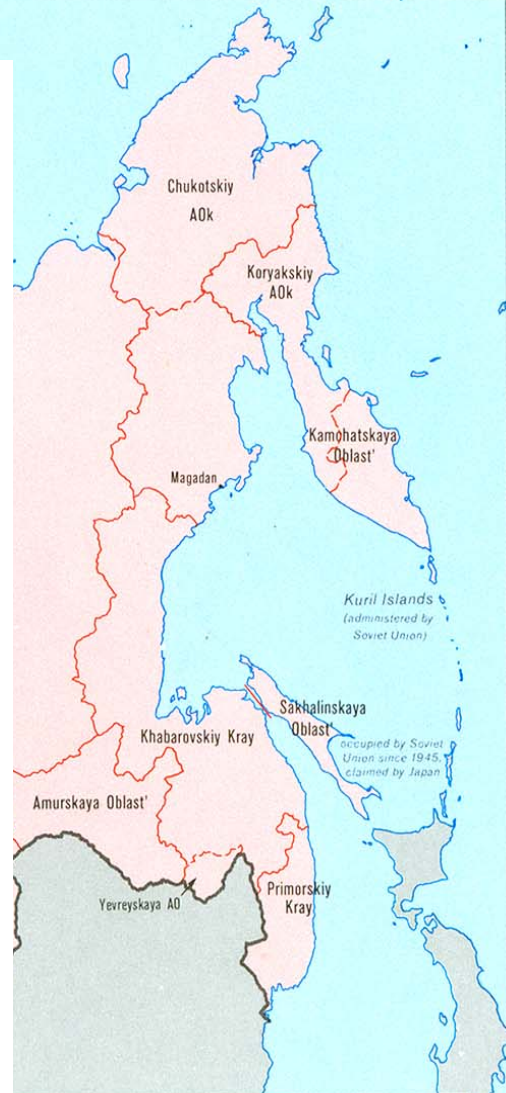 Chukotskiy
AOk
Koryakskiy
AOk
Kamchatskaya
Oblast'
Magadan
Kuril Islands
(administered by
Soviet Union)
Sakhalinskaya
Oblast'
Khabarovskiy Kray
occupied by Soviet
Union since 1945,
claimed by Japan
Amurskaya Oblast'
Primorskiy
Kray
Yevreyskaya AO